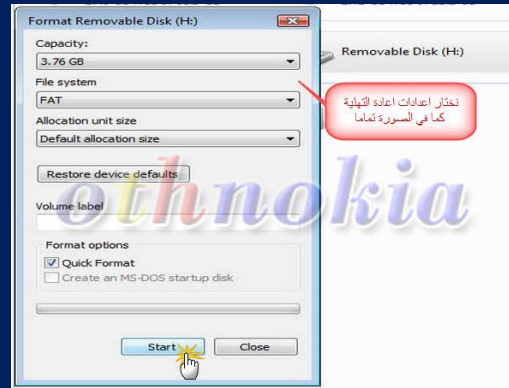 Format Removable Disk (H:)
Capacity:
3.76 GB
Removable Disk (H:)
File system
FAT
نختار اعدادات اعادة التهئية
كما في الصورة تماما
Allocation unit size
Default allocation size
Restore device defaults
othnokia
Volume label
Format options
Quick Format
Create an MS-DOS startup disk
Start
Close